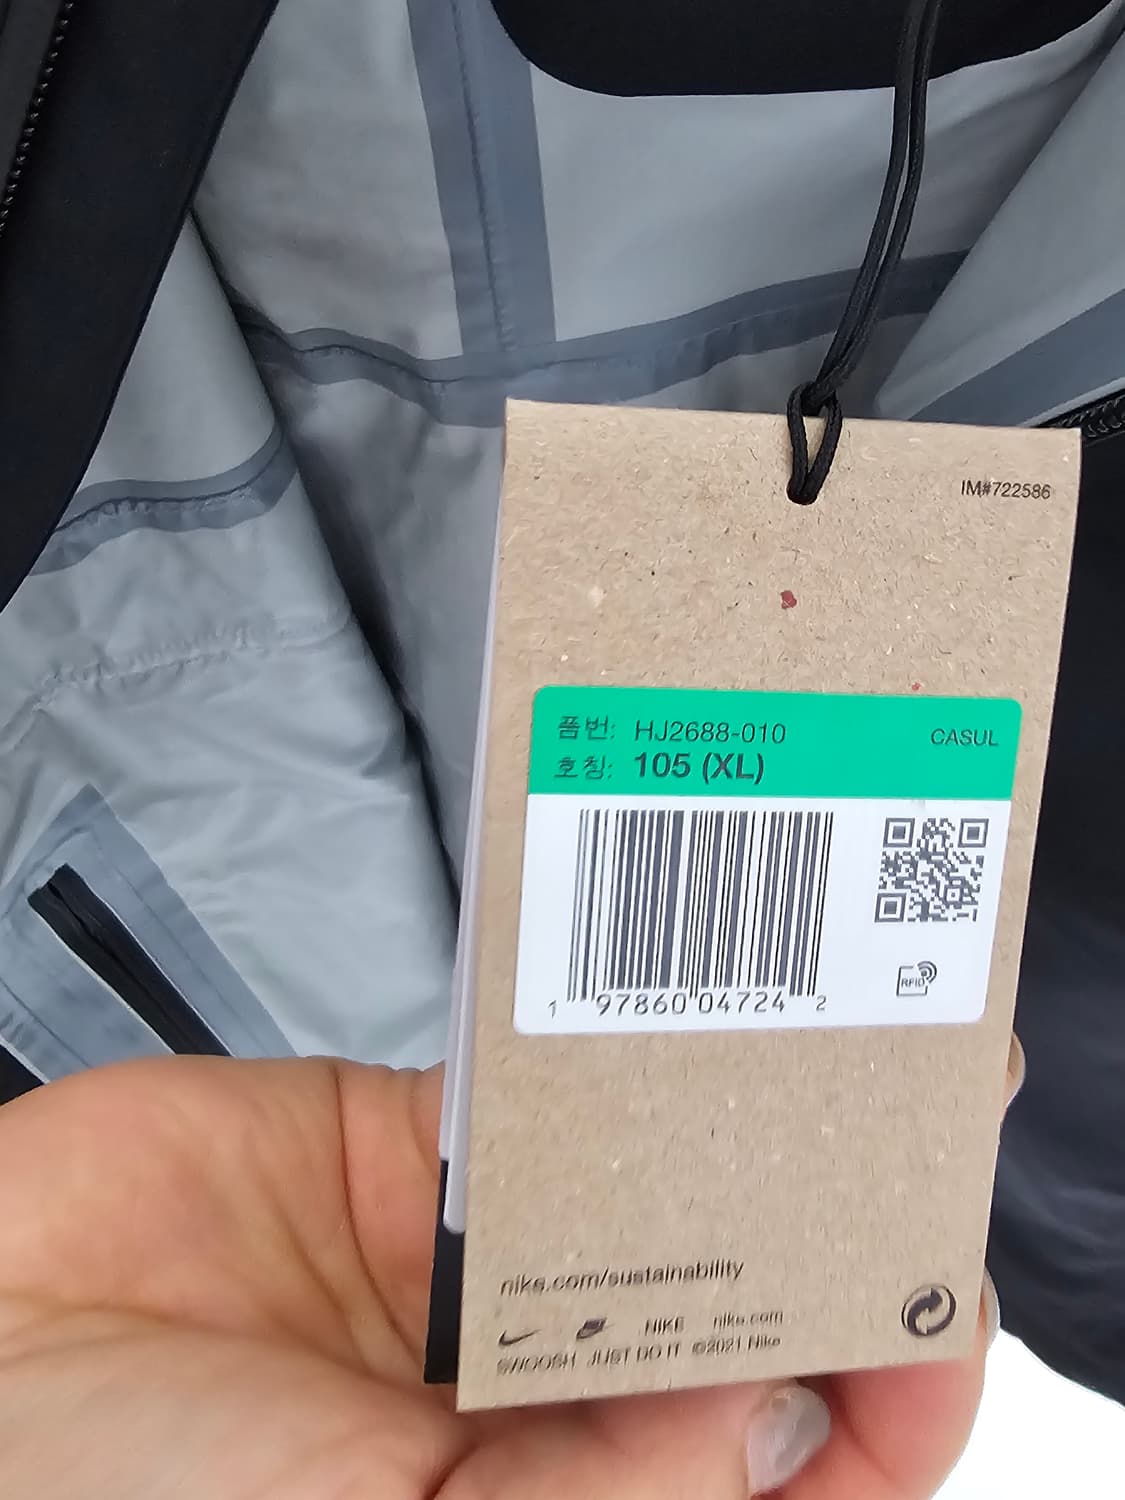 IM#722586
품번: HJ2688-010 CASUL
호칭: 105 (XL)
1 97860 04724 2
RFID
nike.com/sustainability
NIKE nike.com
SWOOSH JUST DO IT ©2021 Nike